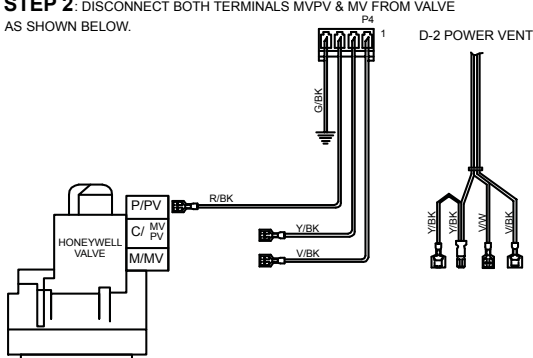 STEP 2: DISCONNECT BOTH TERMINALS MVPV & MV FROM VALVE
AS SHOWN BELOW.
P4
1
D-2 POWER VENT
G/BK
R/BK
Y/BK
V/BK
P/PV
C/ MV
PV
M/MV
HONEYWELL
VALVE
Y/BK
Y/BK
V/W
V/BK